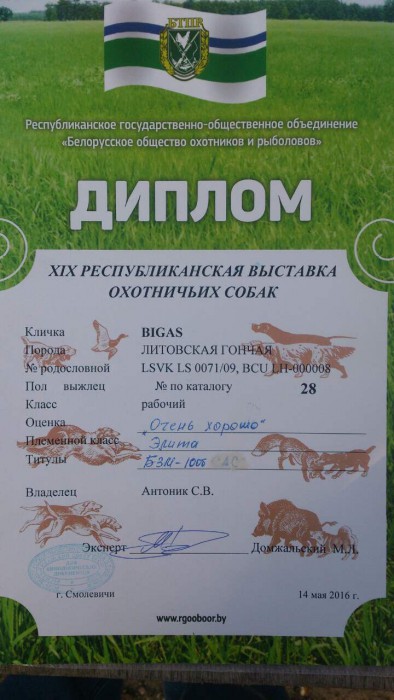 БГПР
Республиканское государственно-общественное объединение
«Белорусское общество охотников и рыболовов»
ДИПЛОМ
XIX РЕСПУБЛИКАНСКАЯ ВЫСТАВКА
ОХОТНИЧЬИХ СОБАК
Кличка BIGAS
Порода ЛИТОВСКАЯ ГОНЧАЯ
№ родословной LSVK LS 0071/09, BCU LH-000008
Пол выжлец № по каталогу 28
Класс рабочий
Оценка „Очень хорошо"
Племенной класс Элита
Титулы
Владелец Антоник С.В.
Эксперт Домжальский М.Л.
г. Смолевичи 14 мая 2016 г.
www.rgooboor.by